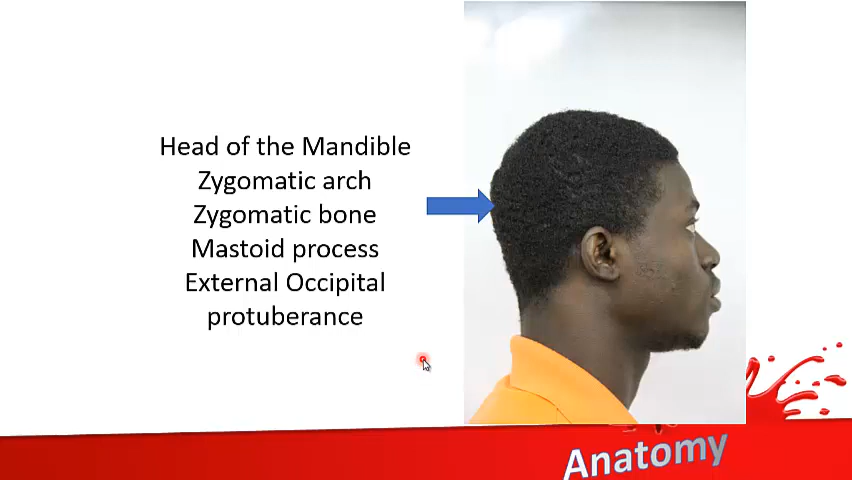 Head of the Mandible
Zygomatic arch
Zygomatic bone
Mastoid process
External Occipital
protuberance
Anatomy